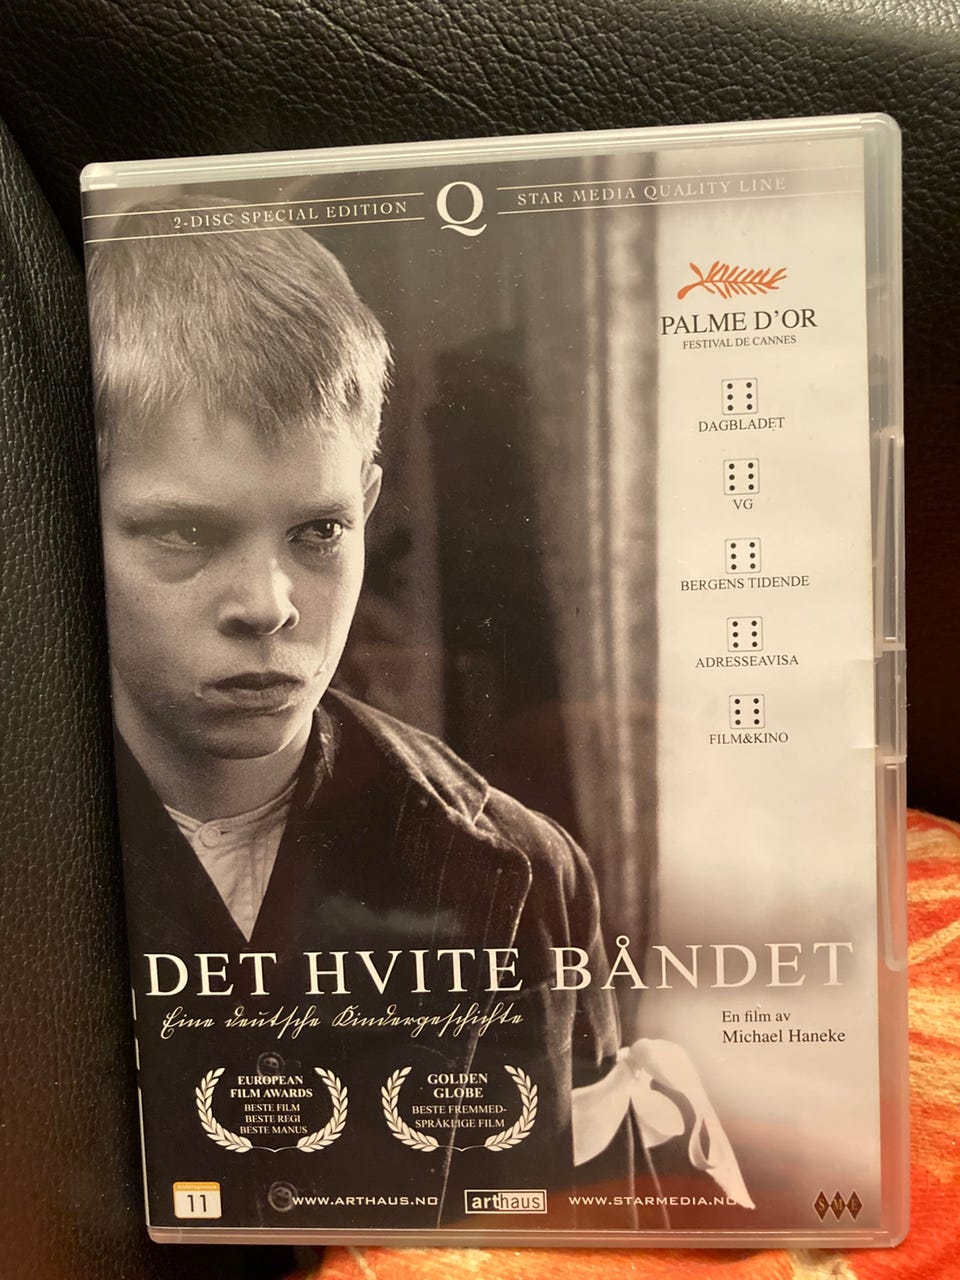 2-DISC SPECIAL EDITION Q STAR MEDIA QUALITY LINE
PALME D'OR
FESTIVAL DE CANNES
DAGBLADET
VG
BERGENS TIDENDE
ADRESSEAVISA
FILM&KINO
DET HVITE BÅNDET
Eine deutsche Kindergeschichte
En film av
Michael Haneke
EUROPEAN
FILM AWARDS
BESTE FILM
BESTE REGI
BESTE MANUS
GOLDEN
GLOBE
BESTE FREMMED-
SPRÅKLIGE FILM
Aldersgrense
11
WWW.ARTHAUS.NO
arthaus
WWW.STARMEDIA.NO
SME